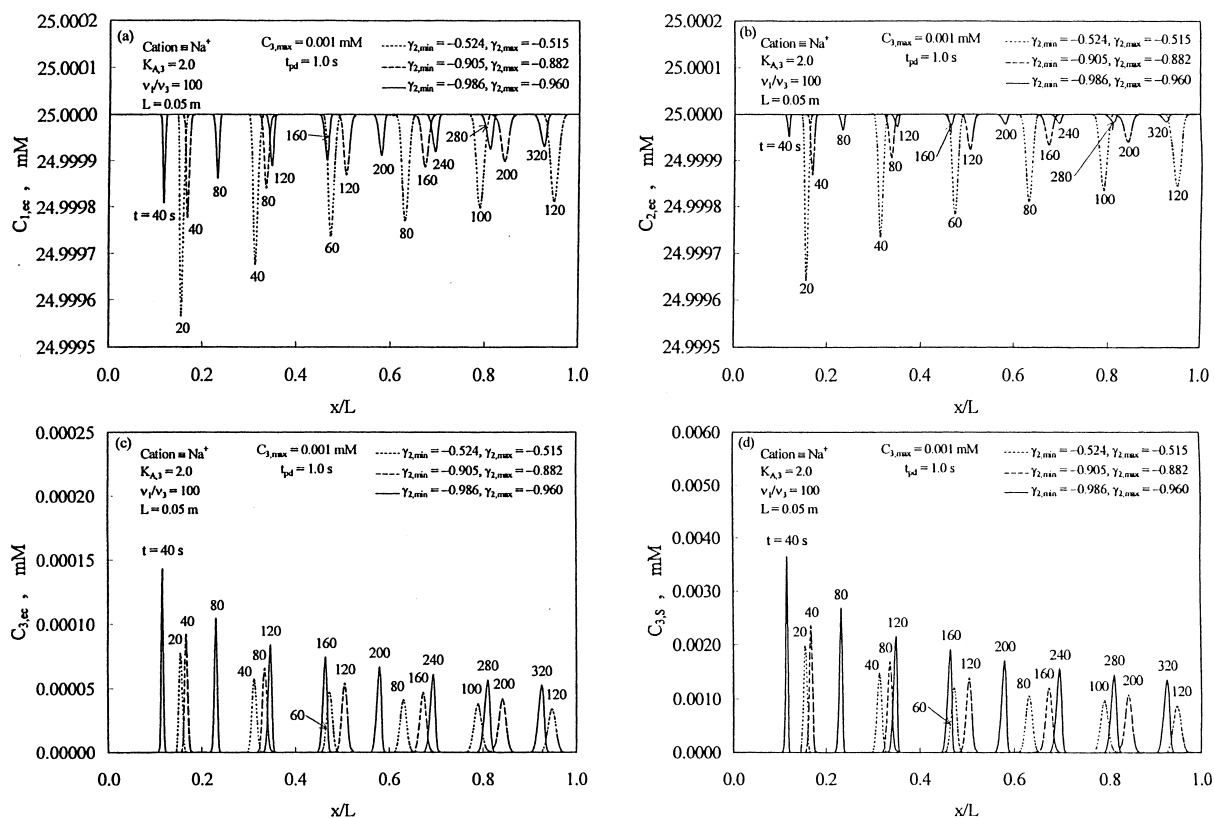 (a)
Cation ≡ Na⁺
K_A,3 = 2.0
ν₁/ν₃ = 100
L = 0.05 m
C_3,max = 0.001 mM
t_pd = 1.0 s
γ_2,min = −0.524, γ_2,max = −0.515
γ_2,min = −0.905, γ_2,max = −0.882
γ_2,min = −0.986, γ_2,max = −0.960
25.0002
25.0001
25.0000
24.9999
24.9998
24.9997
24.9996
24.9995
C_1,ec , mM
160
280
t = 40 s
40
80
80
120
120
200
160
240
200
320
20
40
60
80
100
120
0.0 0.2 0.4 0.6 0.8 1.0
x/L
(b)
Cation ≡ Na⁺
K_A,3 = 2.0
ν₁/ν₃ = 100
L = 0.05 m
C_3,max = 0.001 mM
t_pd = 1.0 s
γ_2,min = −0.524, γ_2,max = −0.515
γ_2,min = −0.905, γ_2,max = −0.882
γ_2,min = −0.986, γ_2,max = −0.960
25.0002
25.0001
25.0000
24.9999
24.9998
24.9997
24.9996
24.9995
C_2,ec , mM
t = 40 s
40
80
80
120
160
120
200
160
240
280
200
320
20
40
60
80
100
120
0.0 0.2 0.4 0.6 0.8 1.0
x/L
(c)
Cation ≡ Na⁺
K_A,3 = 2.0
ν₁/ν₃ = 100
L = 0.05 m
C_3,max = 0.001 mM
t_pd = 1.0 s
γ_2,min = −0.524, γ_2,max = −0.515
γ_2,min = −0.905, γ_2,max = −0.882
γ_2,min = −0.986, γ_2,max = −0.960
0.00025
0.00020
0.00015
0.00010
0.00005
0.00000
C_3,ec , mM
t = 40 s
20
40
80
40
80
120
60
160
120
200
80
160
240
100
280
200
320
120
0.0 0.2 0.4 0.6 0.8 1.0
x/L
(d)
Cation ≡ Na⁺
K_A,3 = 2.0
ν₁/ν₃ = 100
L = 0.05 m
C_3,max = 0.001 mM
t_pd = 1.0 s
γ_2,min = −0.524, γ_2,max = −0.515
γ_2,min = −0.905, γ_2,max = −0.882
γ_2,min = −0.986, γ_2,max = −0.960
0.0060
0.0050
0.0040
0.0030
0.0020
0.0010
0.0000
C_3,S , mM
t = 40 s
20
40
80
40
80
120
60
160
120
200
80
160
240
100
280
200
320
120
0.0 0.2 0.4 0.6 0.8 1.0
x/L